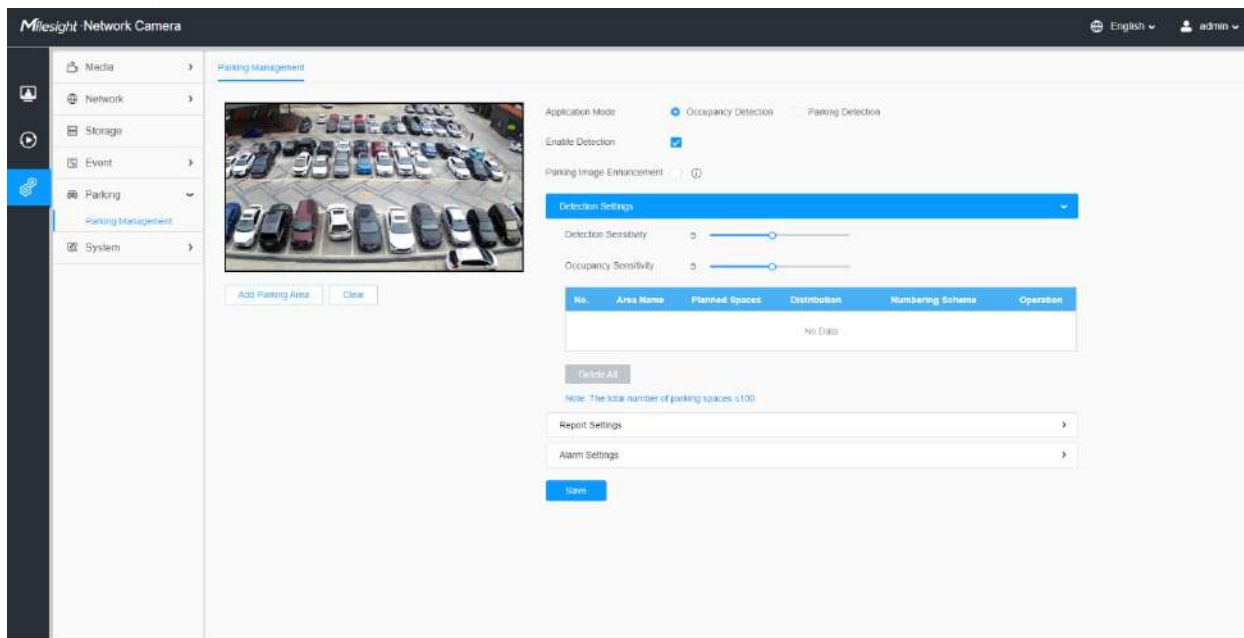 Milesight Network Camera
English
admin
Media
Network
Storage
Event
Parking
Parking Management
System
Parking Management
Add Parking Area
Clear
Application Mode
Occupancy Detection
Parking Detection
Enable Detection
Parking Image Enhancement
Detection Settings
Detection Sensitivity 5
Occupancy Sensitivity 5
No. Area Name Planned Spaces Distribution Numbering Scheme Operation
No Data
Delete All
Note: The total number of parking spaces ≤100.
Report Settings
Alarm Settings
Save